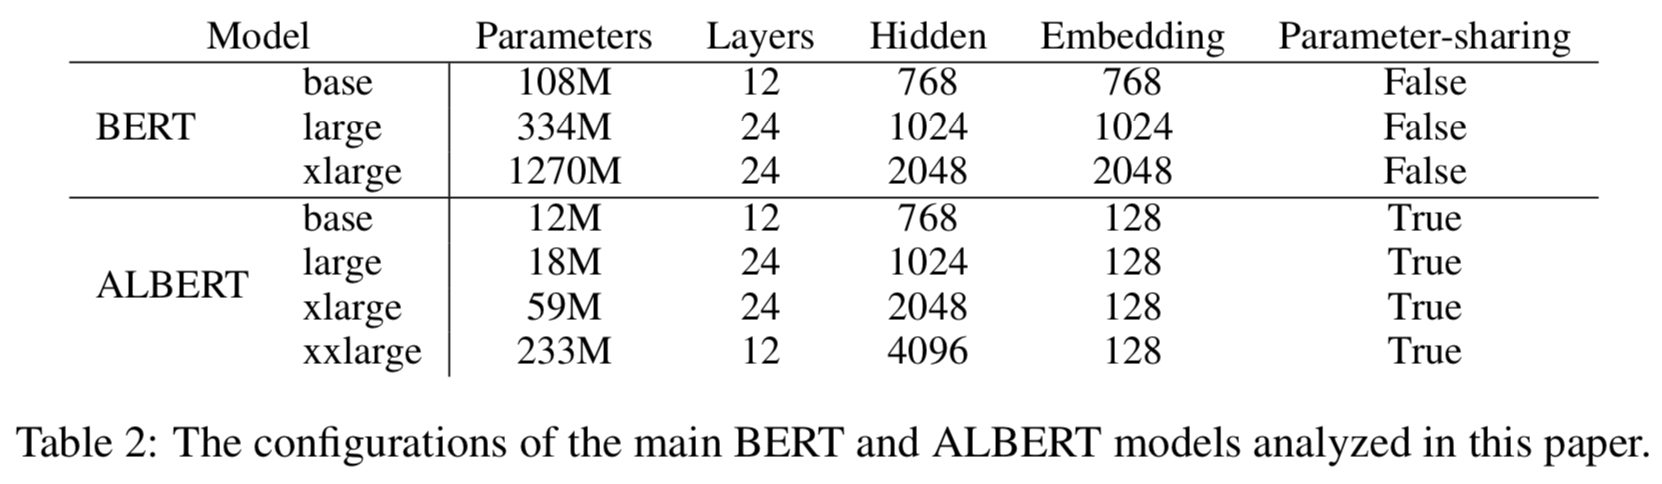 Model Parameters Layers Hidden Embedding Parameter-sharing
base 108M 12 768 768 False
BERT large 334M 24 1024 1024 False
xlarge 1270M 24 2048 2048 False
base 12M 12 768 128 True
large 18M 24 1024 128 True
ALBERT
xlarge 59M 24 2048 128 True
xxlarge 233M 12 4096 128 True
Table 2: The configurations of the main BERT and ALBERT models analyzed in this paper.